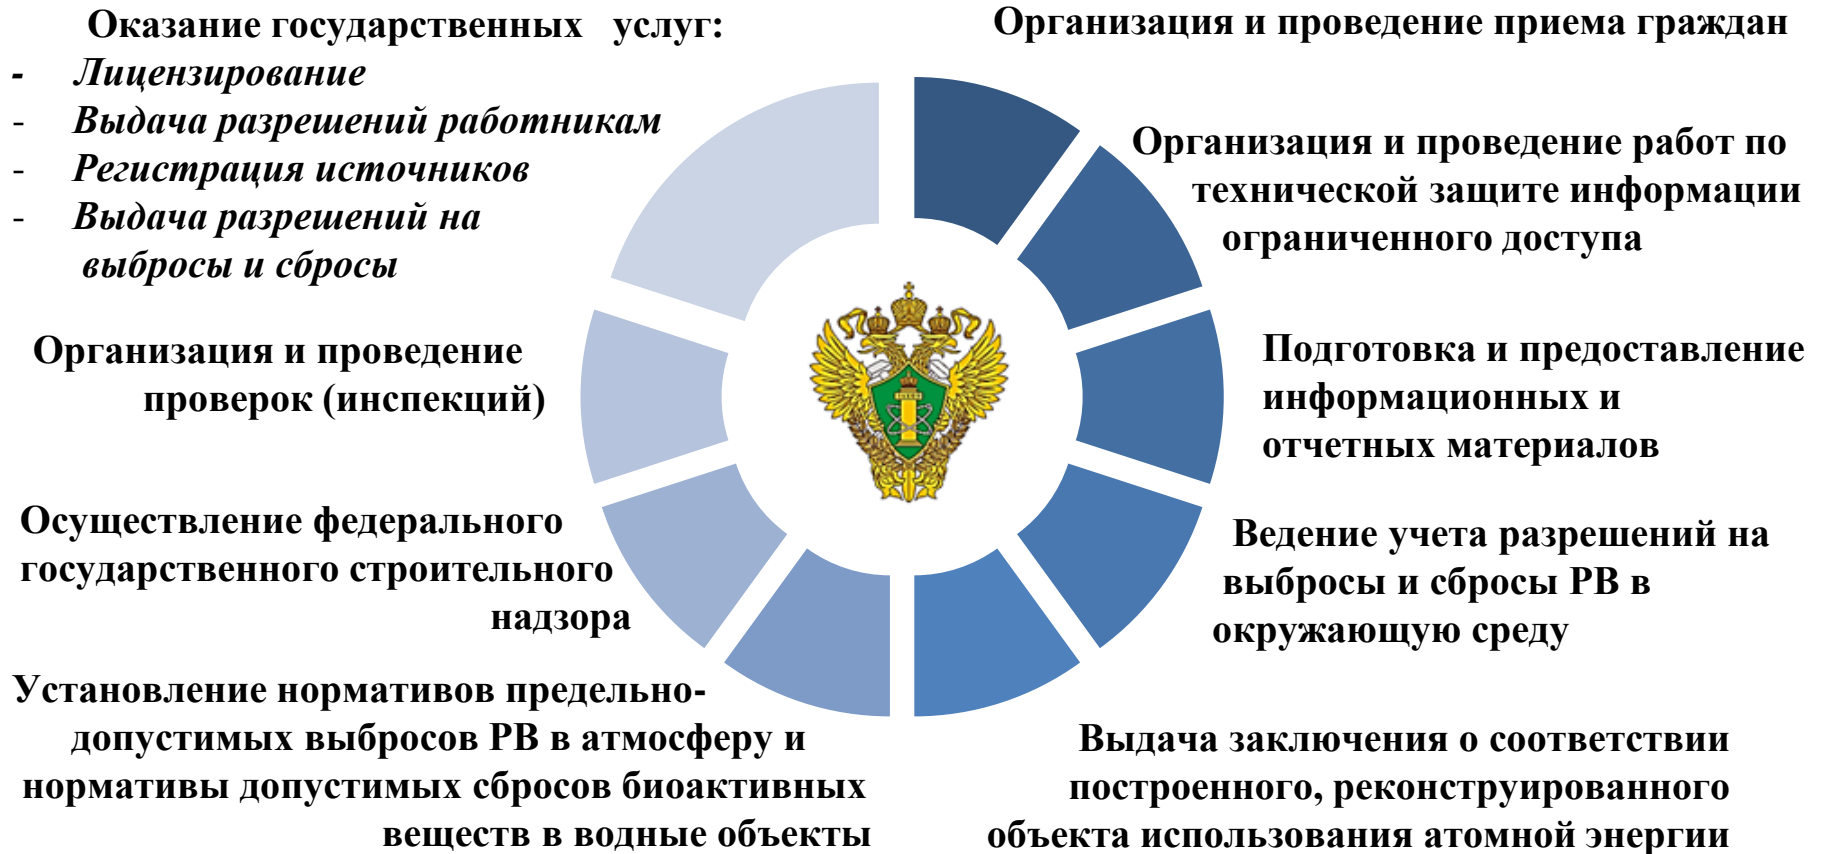 Оказание государственных услуг:
- Лицензирование
- Выдача разрешений работникам
- Регистрация источников
- Выдача разрешений на
выбросы и сбросы
Организация и проведение
проверок (инспекций)
Осуществление федерального
государственного строительного
надзора
Установление нормативов предельно-
допустимых выбросов РВ в атмосферу и
нормативы допустимых сбросов биоактивных
веществ в водные объекты
Организация и проведение приема граждан
Организация и проведение работ по
технической защите информации
ограниченного доступа
Подготовка и предоставление
информационных и
отчетных материалов
Ведение учета разрешений на
выбросы и сбросы РВ в
окружающую среду
Выдача заключения о соответствии
построенного, реконструированного
объекта использования атомной энергии